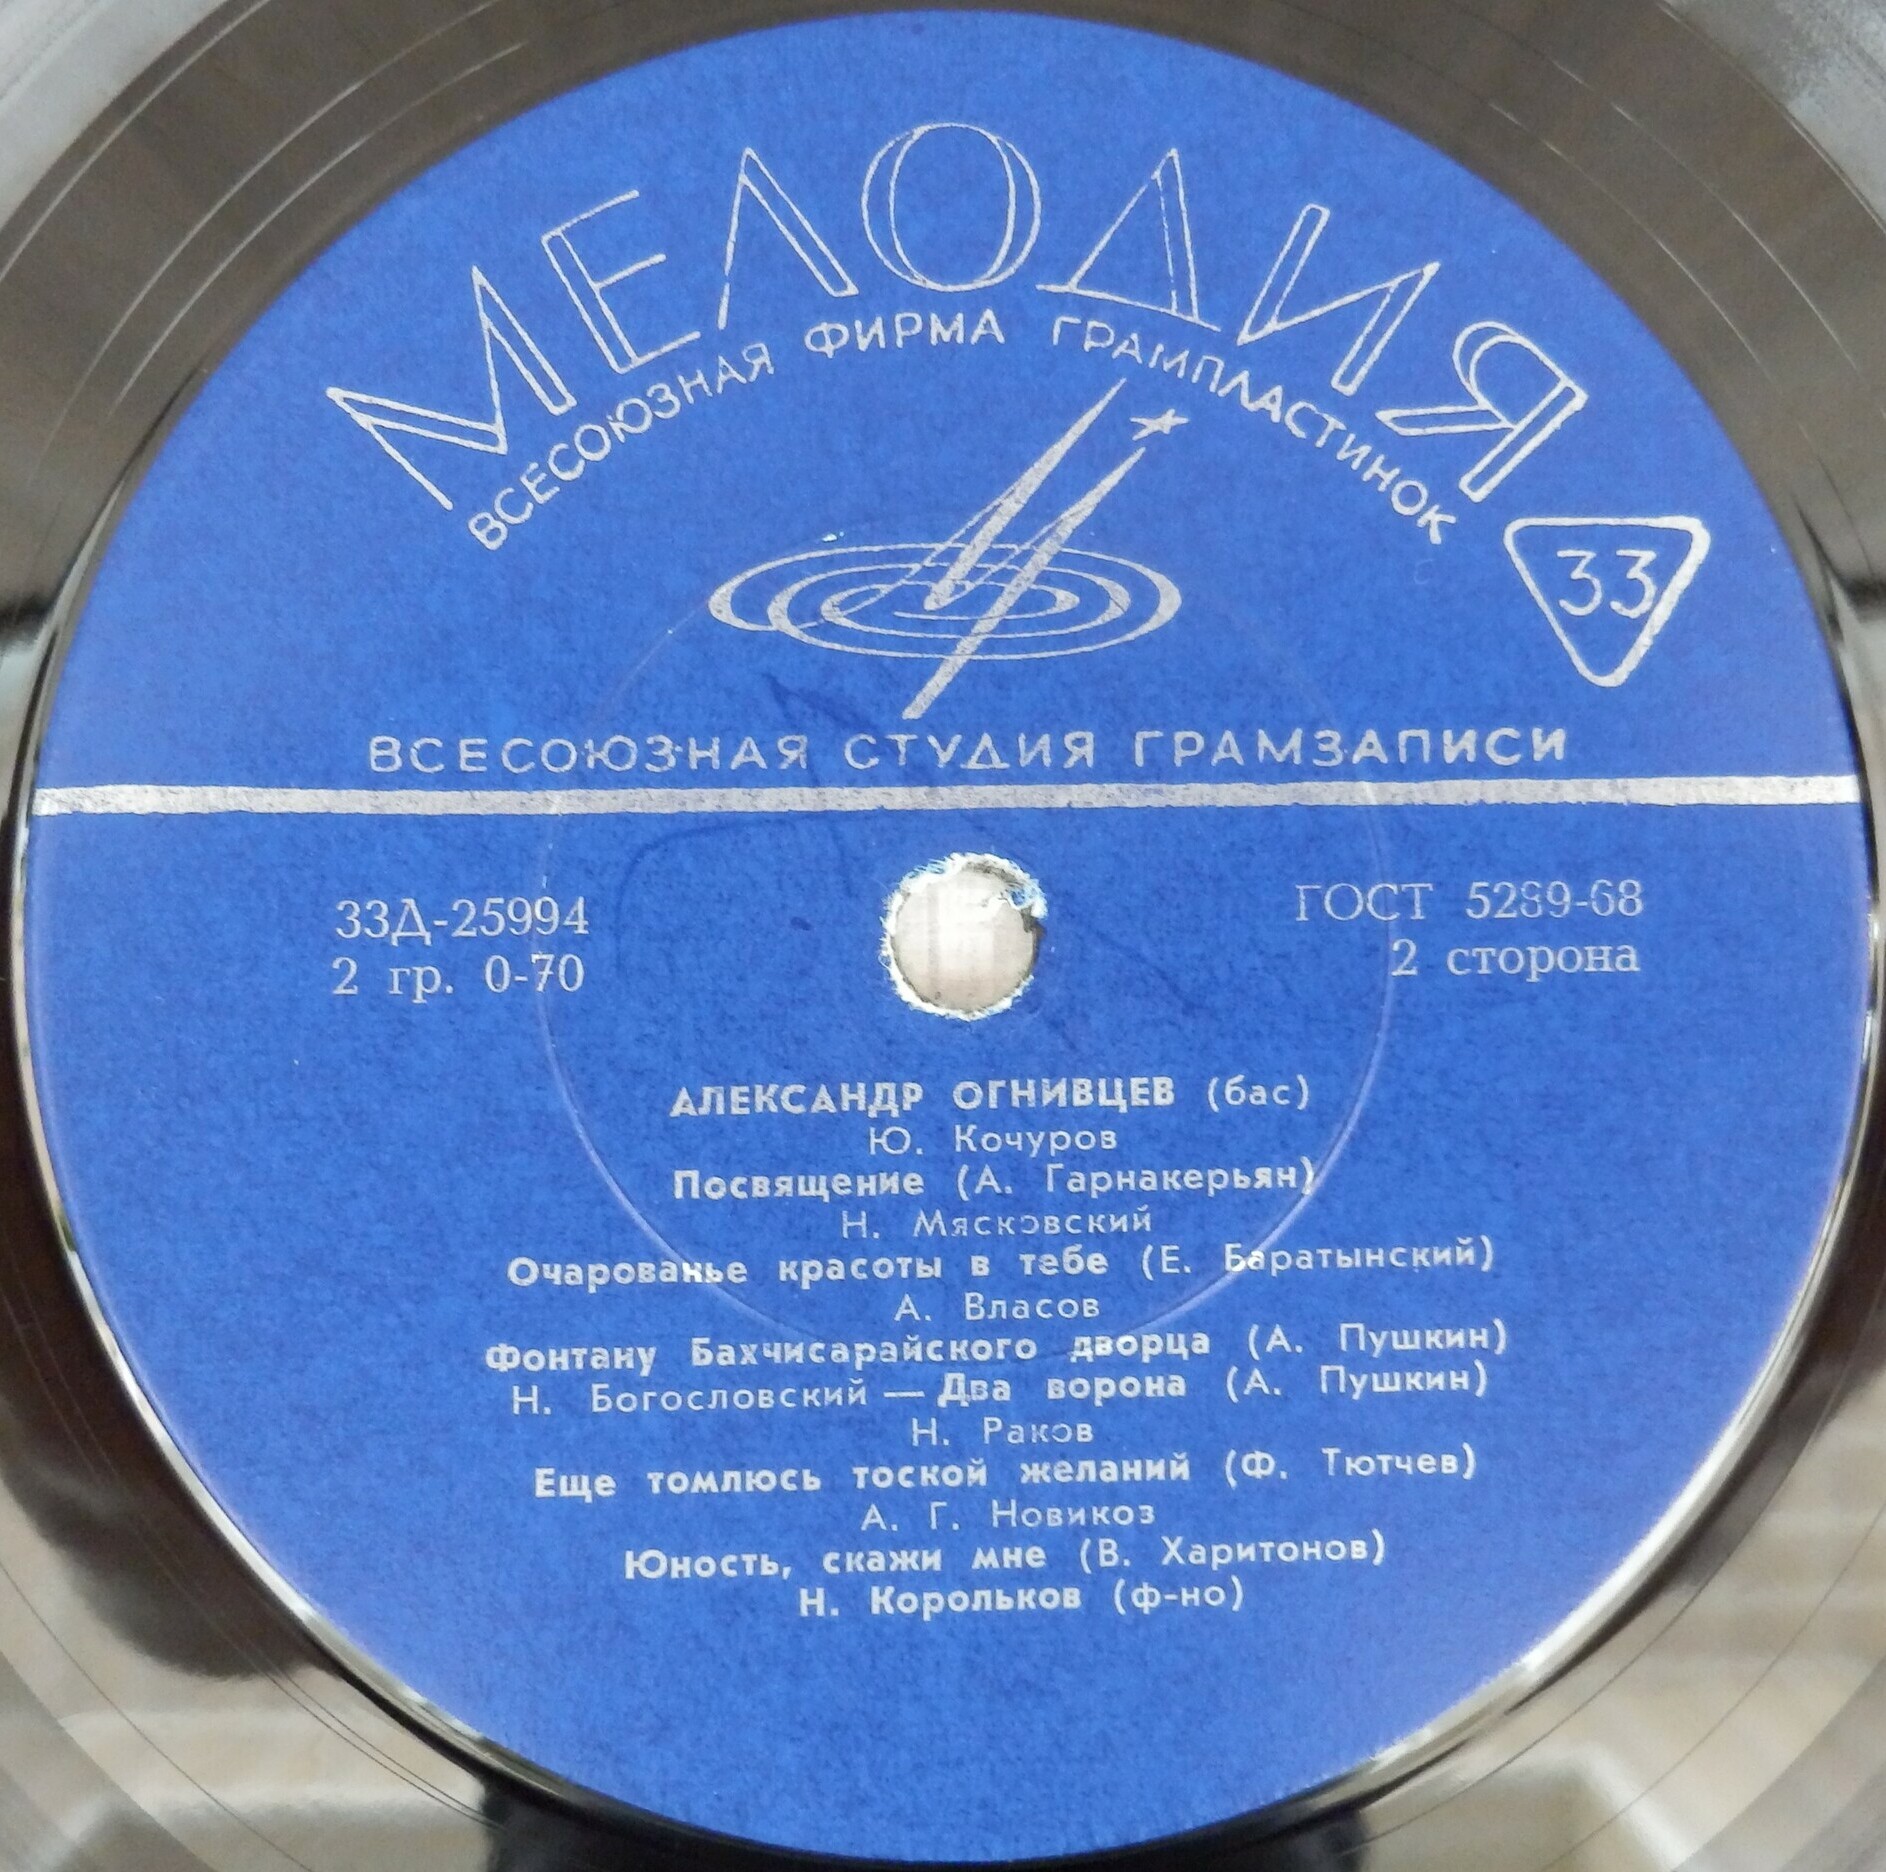 МЕЛОДИЯ
ВСЕСОЮЗНАЯ ФИРМА ГРАМПЛАСТИНОК
33
ВСЕСОЮЗНАЯ СТУДИЯ ГРАМЗАПИСИ
33Д-25994
2 гр. 0-70
ГОСТ 5289-68
2 сторона
АЛЕКСАНДР ОГНИВЦЕВ (бас)
Ю. Кочуров
Посвящение (А. Гарнакерьян)
Н. Мясковский
Очарованье красоты в тебе (Е. Баратынский)
А. Власов
Фонтану Бахчисарайского дворца (А. Пушкин)
Н. Богословский — Два ворона (А. Пушкин)
Н. Раков
Еще томлюсь тоской желаний (Ф. Тютчев)
А. Г. Новиков
Юность, скажи мне (В. Харитонов)
Н. Корольков (ф-но)